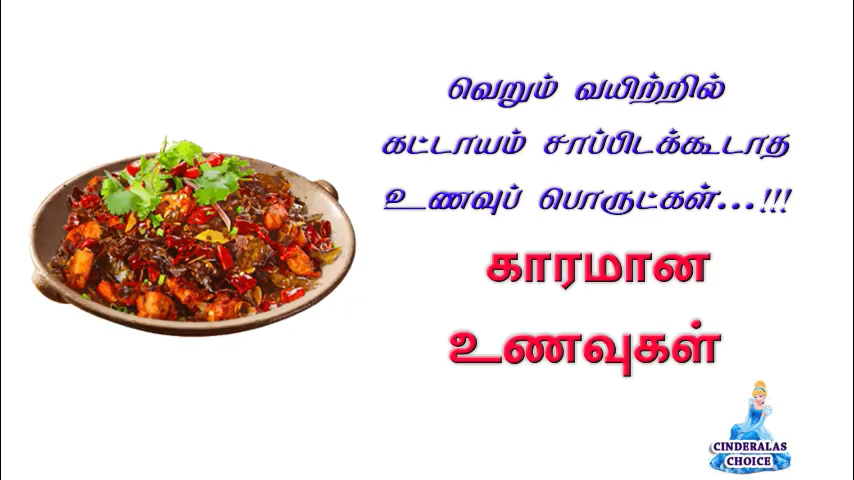 வெறும் வயிற்றில்
கட்டாயம் சாப்பிடக்கூடாத
உணவுப் பொருட்கள்...!!!
காரமான
உணவுகள்
CINDERALAS
CHOICE